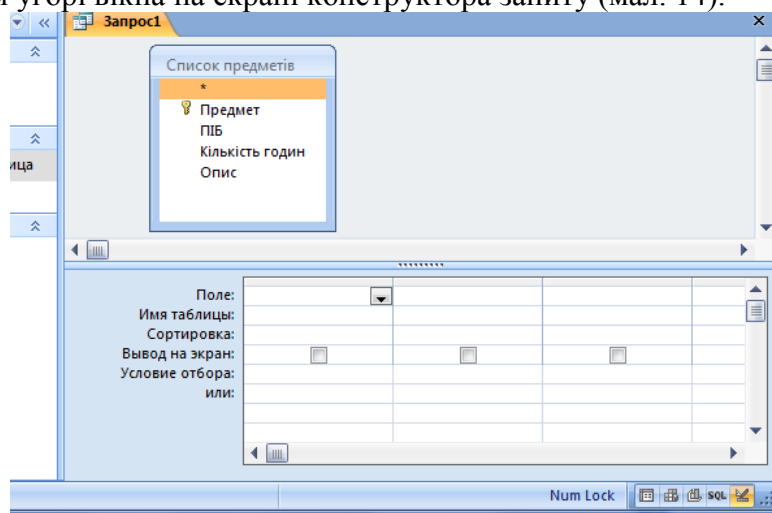 угорі вікна на екрані конструктора запиту (мал. 14).
Запрос1
Список предметів
*
Предмет
ПІБ
Кількість годин
Опис
ица
Поле:
Имя таблицы:
Сортировка:
Вывод на экран:
Условие отбора:
или:
Num Lock
SQL